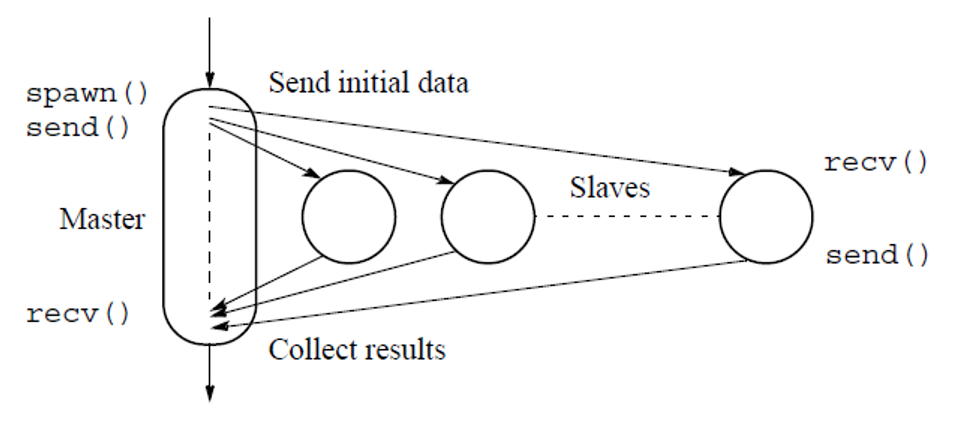 Send initial data
spawn()
send()
recv()
Slaves
Master
send()
recv()
Collect results